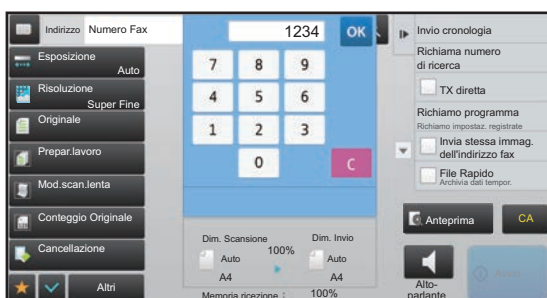 Indirizzo Numero Fax
1234 OK
Esposizione
Auto
Risoluzione
Super Fine
Originale
Prepar.lavoro
Mod.scan.lenta
Conteggio Originale
Cancellazione
Altri
7 8 9
4 5 6
1 2 3
0 C
Dim. Scansione Dim. Invio
100%
Auto Auto
A4 A4
Memoria ricezione : 100%
Invio cronologia
Richiama numero
di ricerca
TX diretta
Richiamo programma
Richiamo impostaz. registrate
Invia stessa immag.
dell'indirizzo fax
File Rapido
Archivia dati tempor.
Anteprima CA
Alto-
parlante
Avvio